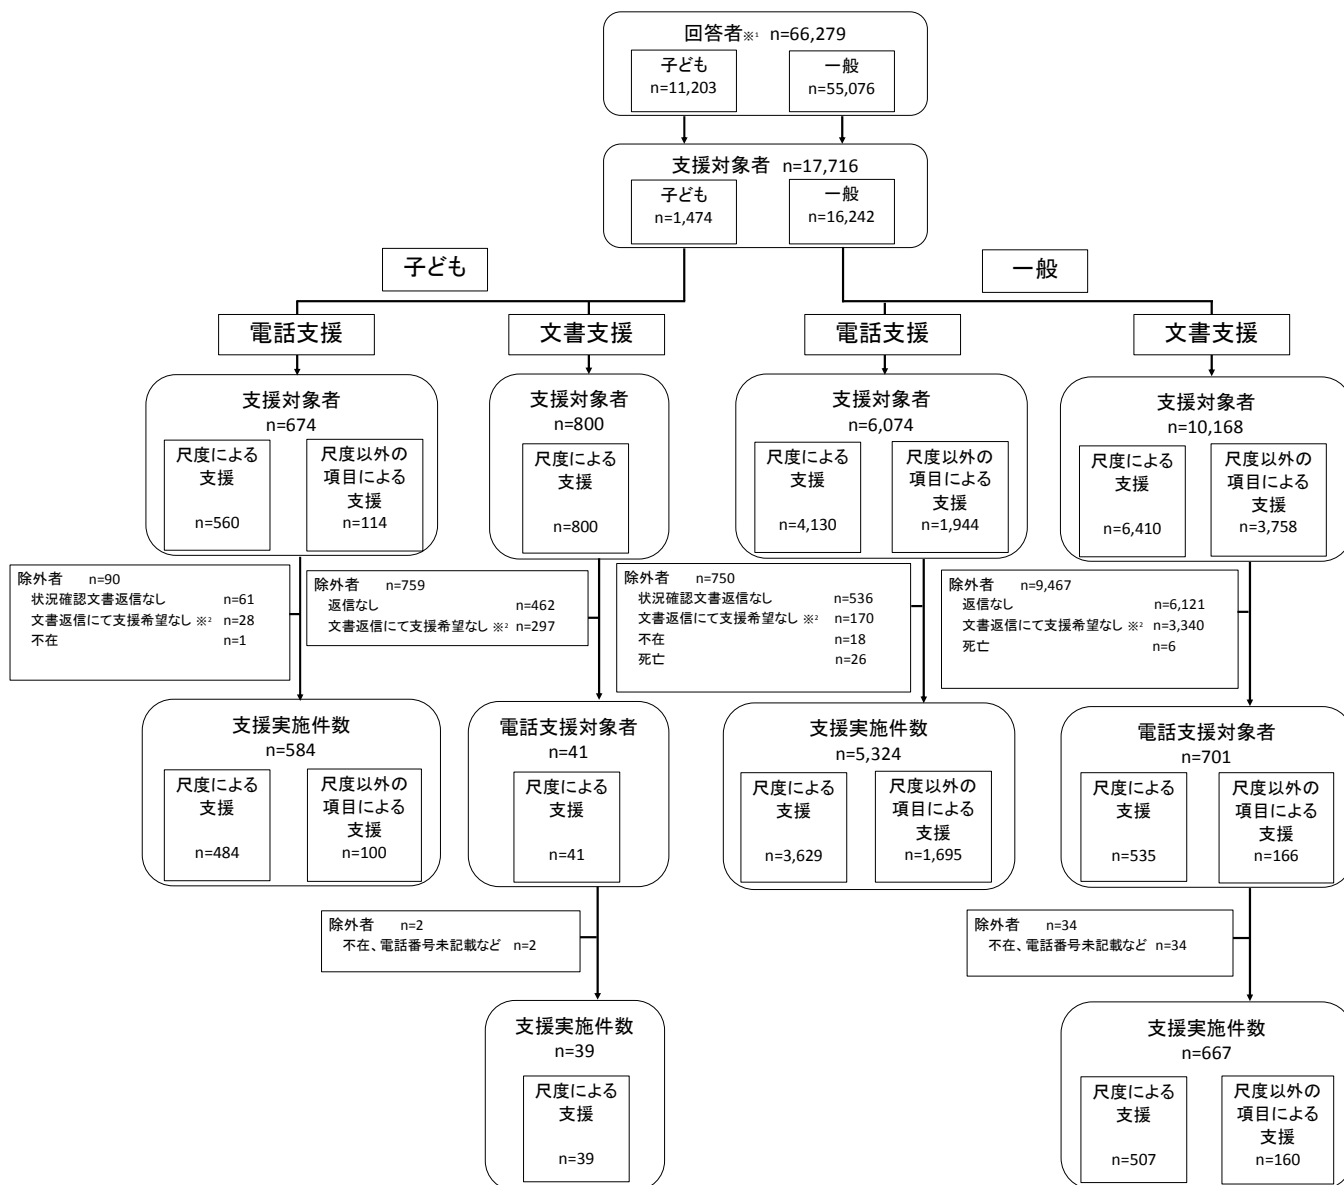 回答者※¹ n=66,279
子ども
n=11,203
一般
n=55,076
支援対象者 n=17,716
子ども
n=1,474
一般
n=16,242
子ども
一般
電話支援
文書支援
電話支援
文書支援
支援対象者
n=674
尺度による
支援
n=560
尺度以外の
項目による
支援
n=114
支援対象者
n=800
尺度による
支援
n=800
支援対象者
n=6,074
尺度による
支援
n=4,130
尺度以外の
項目による
支援
n=1,944
支援対象者
n=10,168
尺度による
支援
n=6,410
尺度以外の
項目による
支援
n=3,758
除外者 n=90
状況確認文書返信なし n=61
文書返信にて支援希望なし ※² n=28
不在 n=1
除外者 n=759
返信なし n=462
文書返信にて支援希望なし ※² n=297
除外者 n=750
状況確認文書返信なし n=536
文書返信にて支援希望なし ※² n=170
不在 n=18
死亡 n=26
除外者 n=9,467
返信なし n=6,121
文書返信にて支援希望なし ※² n=3,340
死亡 n=6
支援実施件数
n=584
尺度による
支援
n=484
尺度以外の
項目による
支援
n=100
電話支援対象者
n=41
尺度による
支援
n=41
支援実施件数
n=5,324
尺度による
支援
n=3,629
尺度以外の
項目による
支援
n=1,695
電話支援対象者
n=701
尺度による
支援
n=535
尺度以外の
項目による
支援
n=166
除外者 n=2
不在、電話番号未記載など n=2
除外者 n=34
不在、電話番号未記載など n=34
支援実施件数
n=39
尺度による
支援
n=39
支援実施件数
n=667
尺度による
支援
n=507
尺度以外の
項目による
支援
n=160